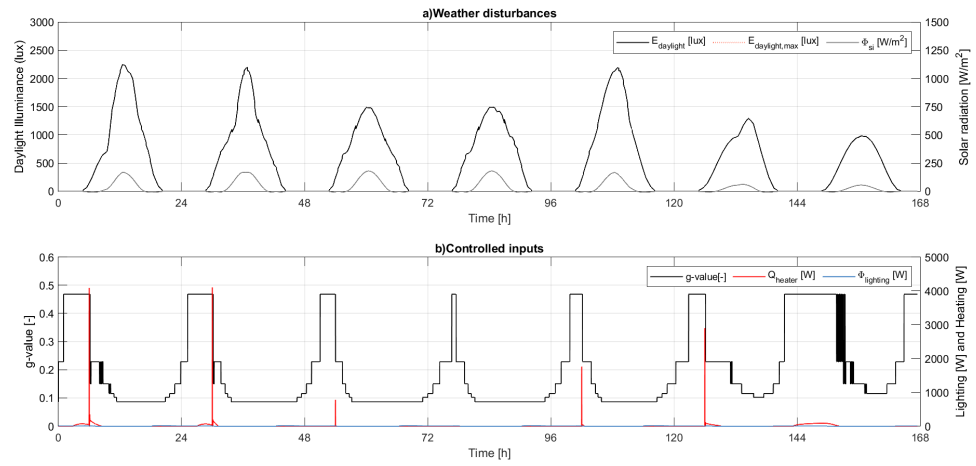 a)Weather disturbances
3000 1500
E_daylight [lux] E_daylight,max [lux] Φ_si [W/m²]
2500 1250
2000 1000
1500 750
1000 500
500 250
0 0
Daylight Illuminance (lux)
Solar radiation [W/m²]
0 24 48 72 96 120 144 168
Time [h]
b)Controlled inputs
0.6 5000
g-value[-] Q_heater [W] Φ_lighting [W]
0.5 4000
0.4
0.3 3000
0.2 2000
0.1 1000
0 0
g-value [-]
Lighting [W] and Heating [W]
0 24 48 72 96 120 144 168
Time [h]